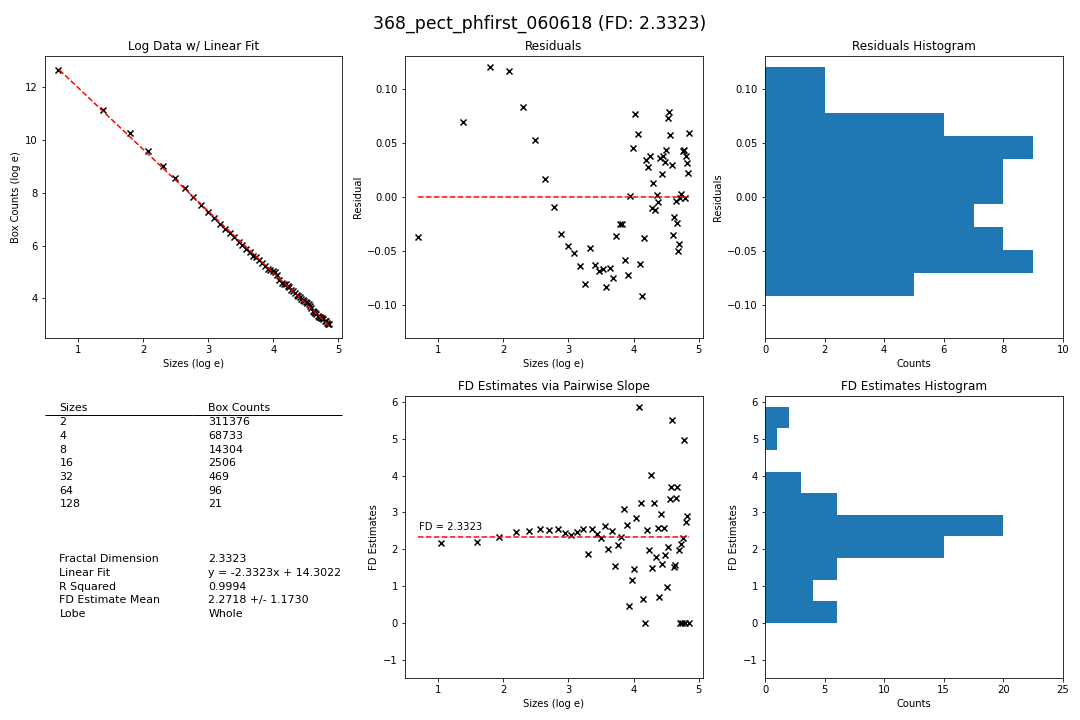 368_pect_phfirst_060618 (FD: 2.3323)
Log Data w/ Linear Fit
12
10
8
6
4
1
2
3
4
5
Box Counts (log e)
Sizes (log e)
Residuals
0.10
0.05
0.00
−0.05
−0.10
1
2
3
4
5
Residual
Sizes (log e)
Residuals Histogram
0.10
0.05
0.00
−0.05
−0.10
0
2
4
6
8
10
Residuals
Counts
Sizes Box Counts
2 311376
4 68733
8 14304
16 2506
32 469
64 96
128 21
Fractal Dimension 2.3323
Linear Fit y = -2.3323x + 14.3022
R Squared 0.9994
FD Estimate Mean 2.2718 +/- 1.1730
Lobe Whole
FD Estimates via Pairwise Slope
6
5
4
3
2
1
0
−1
FD = 2.3323
1
2
3
4
5
FD Estimates
Sizes (log e)
FD Estimates Histogram
6
5
4
3
2
1
0
−1
0
5
10
15
20
25
FD Estimates
Counts